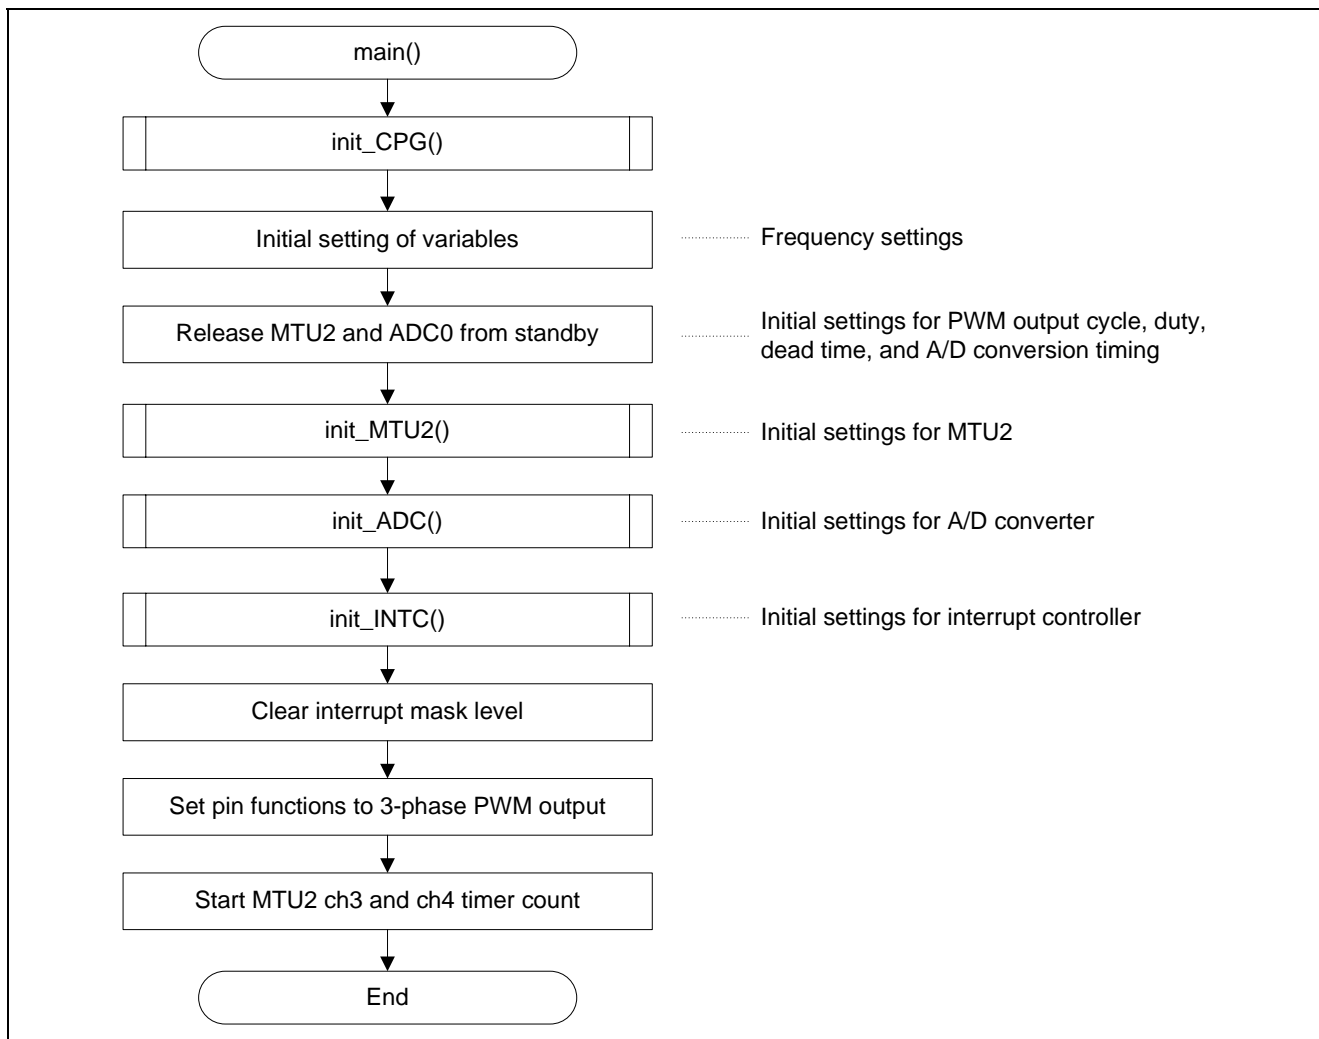 main()
init_CPG()
Initial setting of variables
Frequency settings
Release MTU2 and ADC0 from standby
Initial settings for PWM output cycle, duty,
dead time, and A/D conversion timing
init_MTU2()
Initial settings for MTU2
init_ADC()
Initial settings for A/D converter
init_INTC()
Initial settings for interrupt controller
Clear interrupt mask level
Set pin functions to 3-phase PWM output
Start MTU2 ch3 and ch4 timer count
End